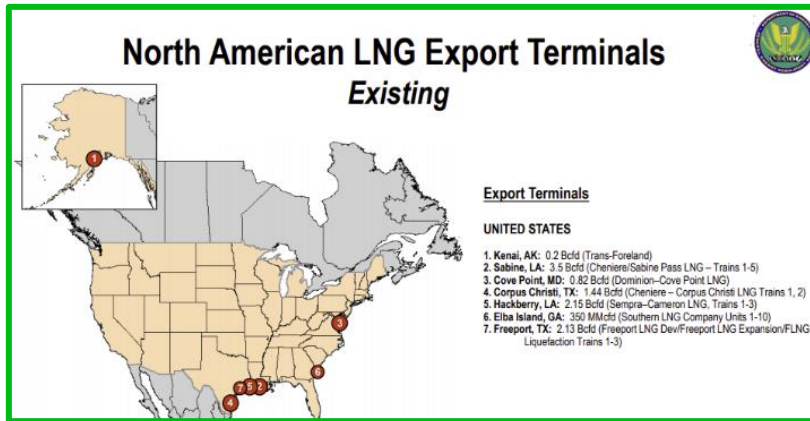 North American LNG Export Terminals
Existing
Export Terminals
UNITED STATES
1. Kenai, AK: 0.2 Bcfd (Trans-Foreland)
2. Sabine, LA: 3.5 Bcfd (Cheniere/Sabine Pass LNG – Trains 1-5)
3. Cove Point, MD: 0.82 Bcfd (Dominion–Cove Point LNG)
4. Corpus Christi, TX: 1.44 Bcfd (Cheniere – Corpus Christi LNG Trains 1, 2)
5. Hackberry, LA: 2.15 Bcfd (Sempra–Cameron LNG, Trains 1-3)
6. Elba Island, GA: 350 MMcfd (Southern LNG Company Units 1-10)
7. Freeport, TX: 2.13 Bcfd (Freeport LNG Dev/Freeport LNG Expansion/FLNG
Liquefaction Trains 1-3)
1
3
6
7 5 2
4